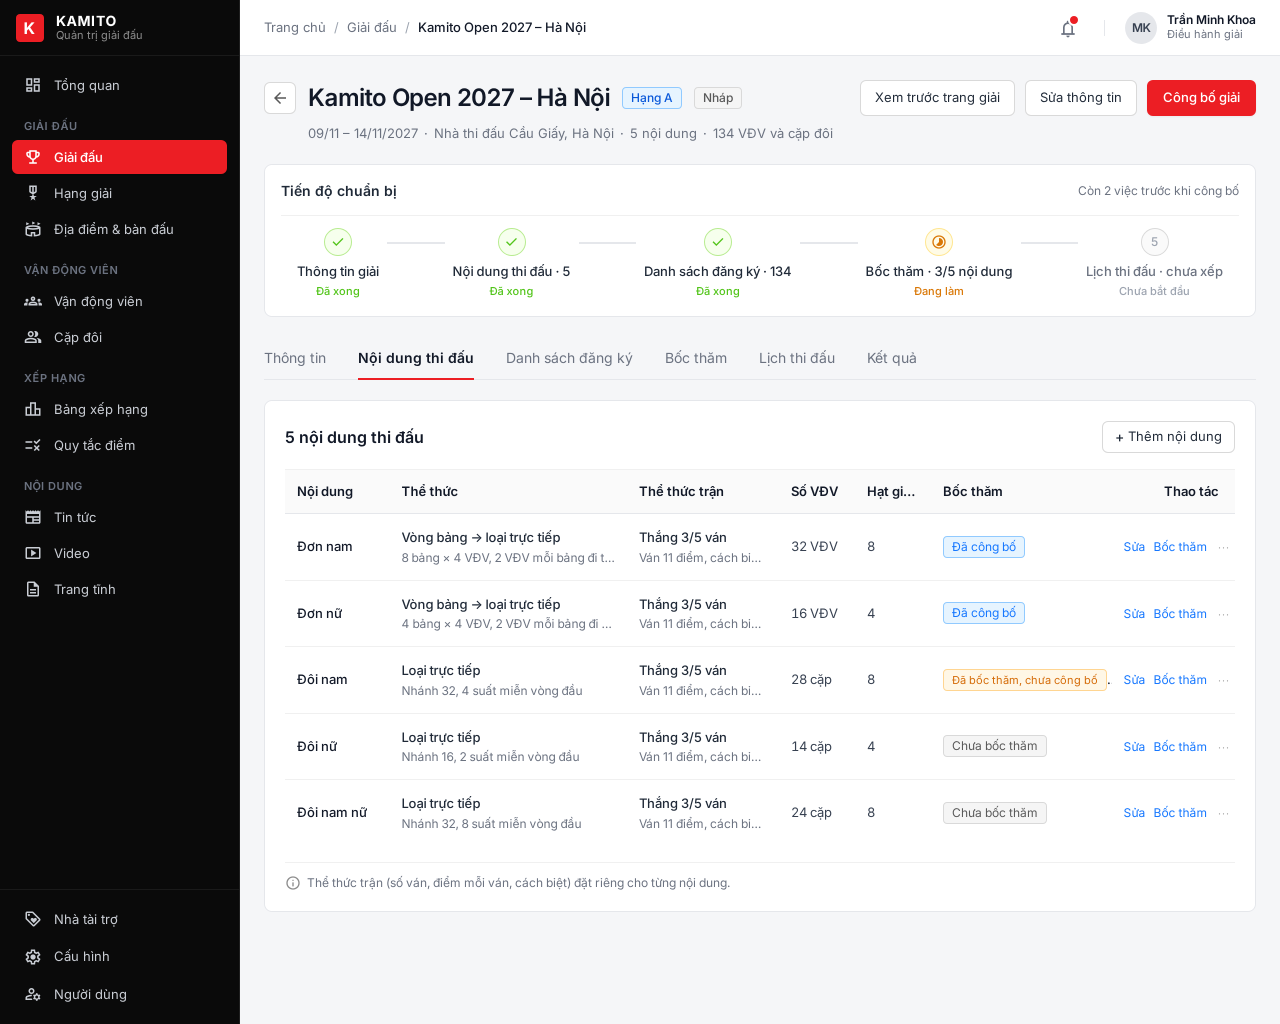 K
KAMITO
Quản trị giải đấu
Tổng quan
GIẢI ĐẤU
Giải đấu
Hạng giải
Địa điểm & bàn đấu
VẬN ĐỘNG VIÊN
Vận động viên
Cặp đôi
XẾP HẠNG
Bảng xếp hạng
Quy tắc điểm
NỘI DUNG
Tin tức
Video
Trang tĩnh
Nhà tài trợ
Cấu hình
Người dùng
Trang chủ / Giải đấu / Kamito Open 2027 – Hà Nội
MK
Trần Minh Khoa
Điều hành giải
Kamito Open 2027 – Hà Nội Hạng A Nháp
09/11 – 14/11/2027 · Nhà thi đấu Cầu Giấy, Hà Nội · 5 nội dung · 134 VĐV và cặp đôi
Xem trước trang giải Sửa thông tin Công bố giải
Tiến độ chuẩn bị Còn 2 việc trước khi công bố
5
Thông tin giải Nội dung thi đấu · 5 Danh sách đăng ký · 134 Bốc thăm · 3/5 nội dung Lịch thi đấu · chưa xếp
Đã xong Đã xong Đã xong Đang làm Chưa bắt đầu
Thông tin Nội dung thi đấu Danh sách đăng ký Bốc thăm Lịch thi đấu Kết quả
5 nội dung thi đấu + Thêm nội dung
Nội dung Thể thức Thể thức trận Số VĐV Hạt gi... Bốc thăm Thao tác
Đơn nam Vòng bảng → loại trực tiếp Thắng 3/5 ván 32 VĐV 8 Đã công bố Sửa Bốc thăm ...
8 bảng × 4 VĐV, 2 VĐV mỗi bảng đi t... Ván 11 điểm, cách bi...
Đơn nữ Vòng bảng → loại trực tiếp Thắng 3/5 ván 16 VĐV 4 Đã công bố Sửa Bốc thăm ...
4 bảng × 4 VĐV, 2 VĐV mỗi bảng đi ... Ván 11 điểm, cách bi...
Đôi nam Loại trực tiếp Thắng 3/5 ván 28 cặp 8 Đã bốc thăm, chưa công bố . Sửa Bốc thăm ...
Nhánh 32, 4 suất miễn vòng đầu Ván 11 điểm, cách bi...
Đôi nữ Loại trực tiếp Thắng 3/5 ván 14 cặp 4 Chưa bốc thăm Sửa Bốc thăm ...
Nhánh 16, 2 suất miễn vòng đầu Ván 11 điểm, cách bi...
Đôi nam nữ Loại trực tiếp Thắng 3/5 ván 24 cặp 8 Chưa bốc thăm Sửa Bốc thăm ...
Nhánh 32, 8 suất miễn vòng đầu Ván 11 điểm, cách bi...
Thể thức trận (số ván, điểm mỗi ván, cách biệt) đặt riêng cho từng nội dung.